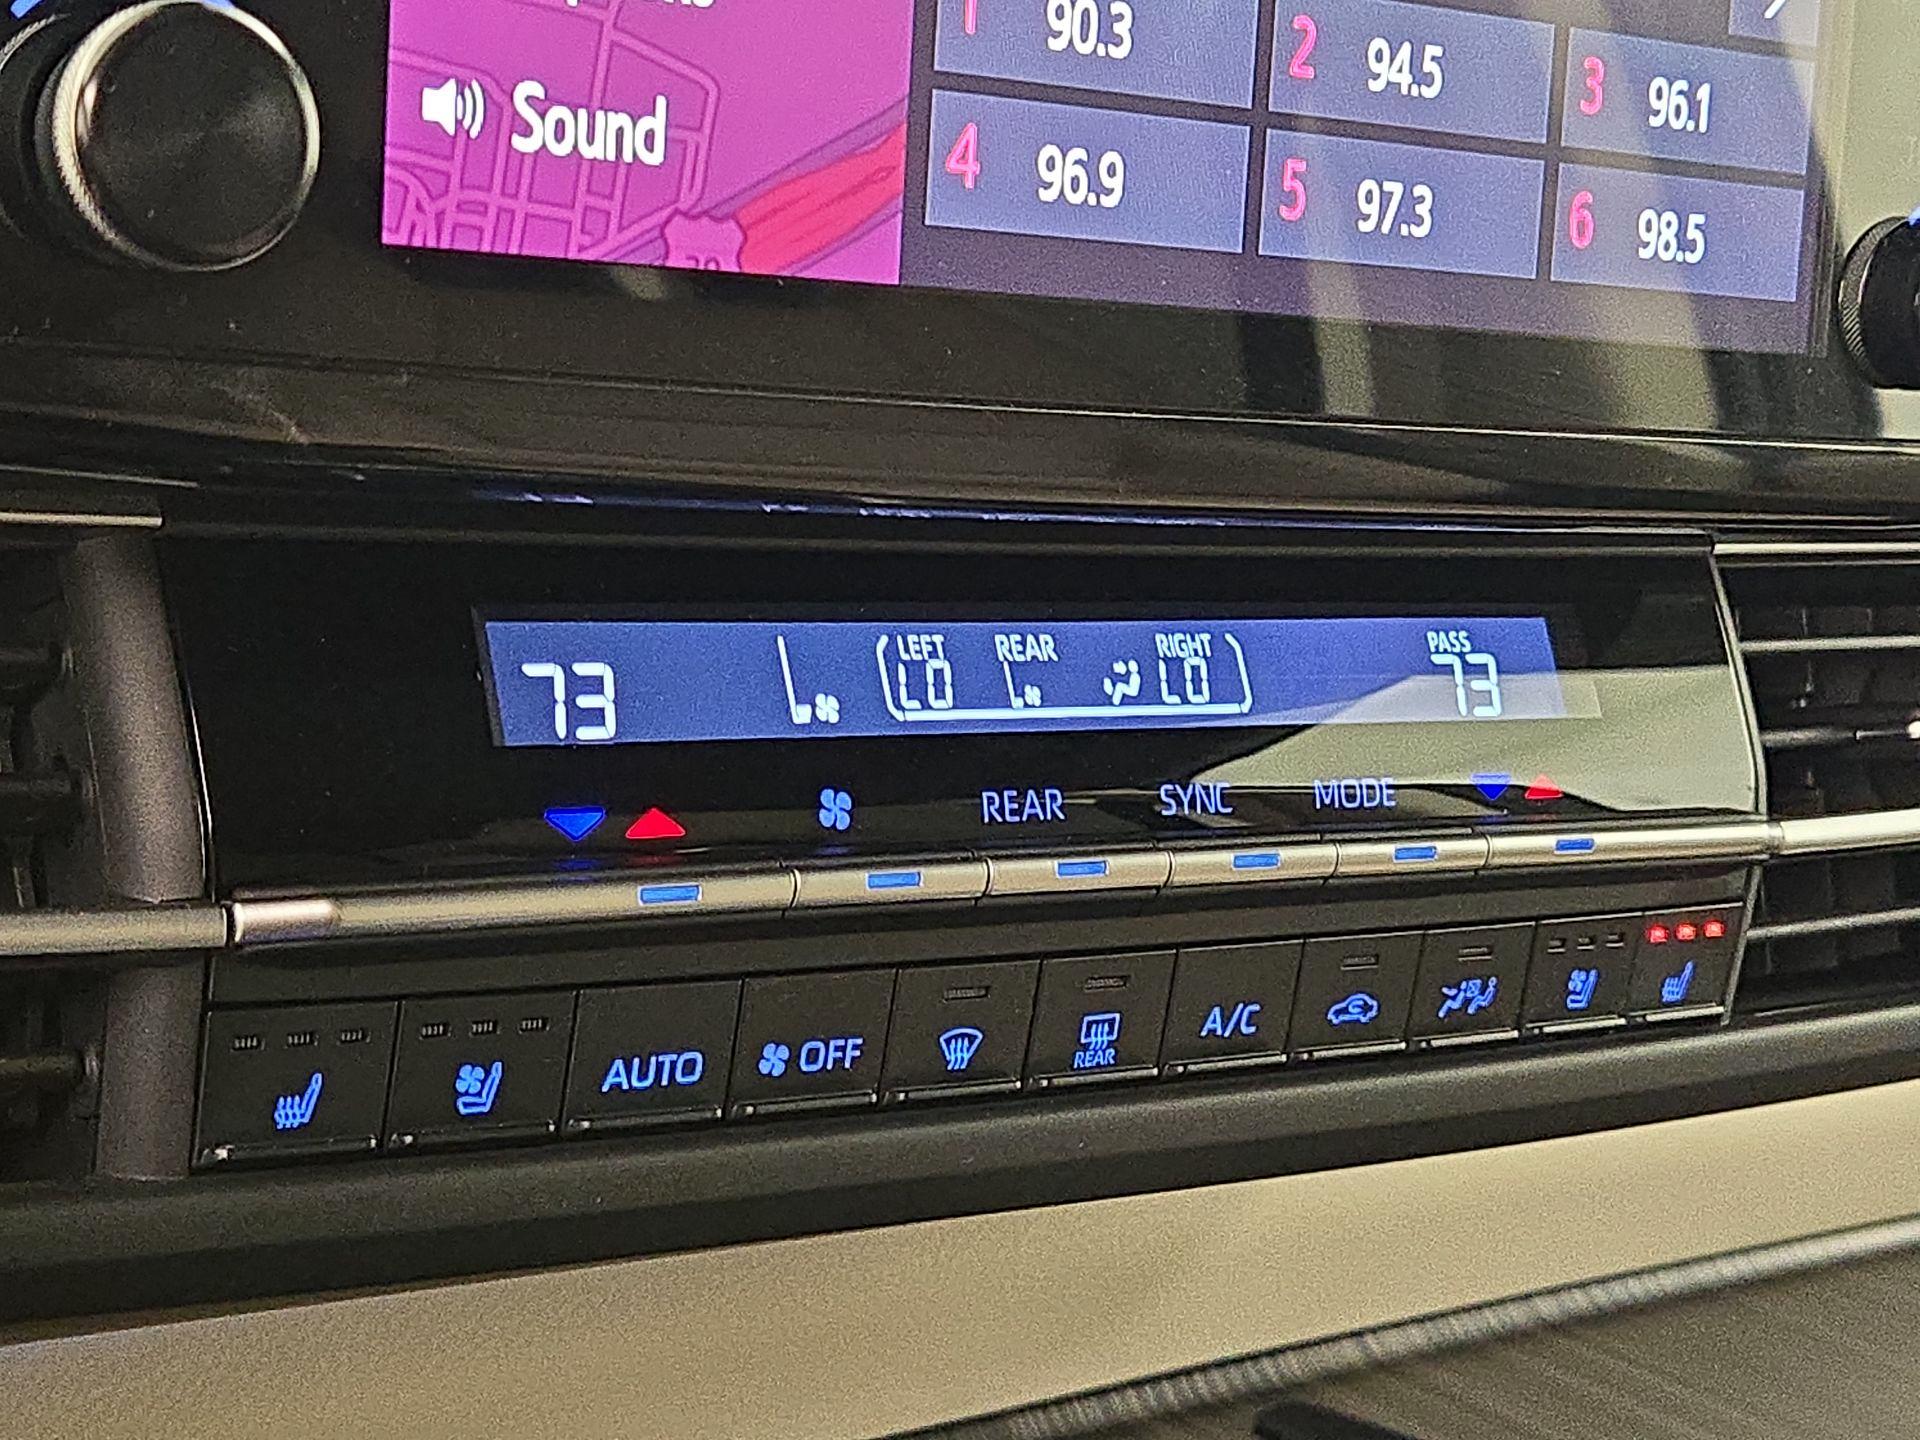 1 90.3
2 94.5
3 96.1
Sound
4 96.9
5 97.3
6 98.5
LEFT REAR RIGHT PASS
73 LO LO 73
REAR SYNC MODE
AUTO OFF A/C
REAR